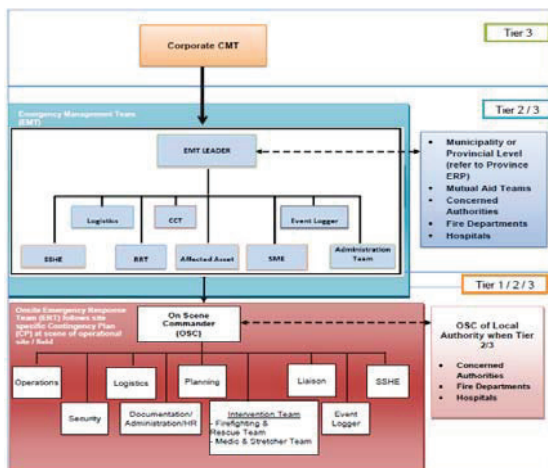 Corporate CMT
Tier 3
Emergency Management Team
(EMT)
Tier 2 / 3
EMT LEADER
Logistics
CCT
Event Logger
SSHE
RRT
Affected Asset
SME
Administration
Team
• Municipality or
Provincial Level
(refer to Province
ERP)
• Mutual Aid Teams
• Concerned
Authorities
• Fire Departments
• Hospitals
Tier 1 / 2 / 3
Onsite Emergency Response
Team (ERT) follows site
specific Contingency Plan
(CP) at scene of operational
site / field
On Scene
Commander
(OSC)
OSC of Local
Authority when Tier
2/3
• Concerned
Authorities
• Fire Departments
• Hospitals
Operations
Logistics
Planning
Liaison
SSHE
Security
Documentation/
Administration/HR
Intervention Team
- Firefighting &
Rescue Team
- Medic & Stretcher Team
Event
Logger